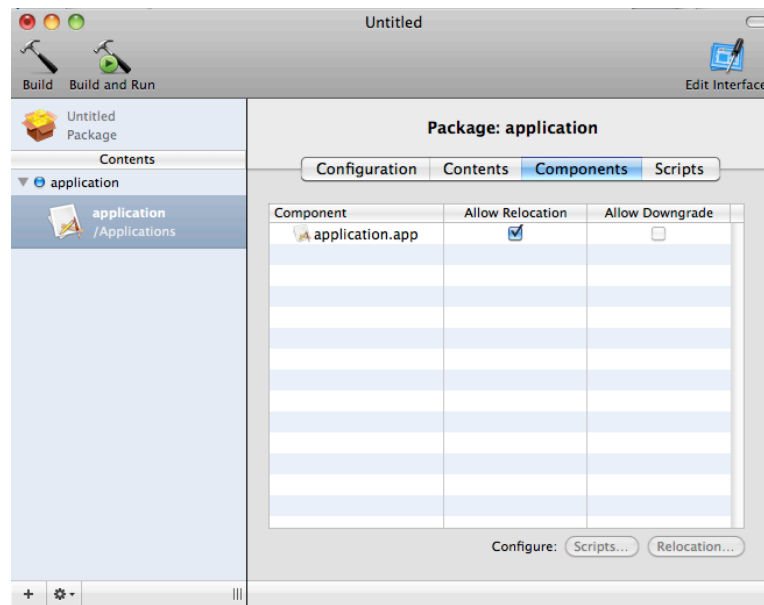 Untitled
Build Build and Run Edit Interface
Untitled
Package
Contents
application
application
/Applications
Package: application
Configuration Contents Components Scripts
Component Allow Relocation Allow Downgrade
application.app
Configure: Scripts... Relocation...